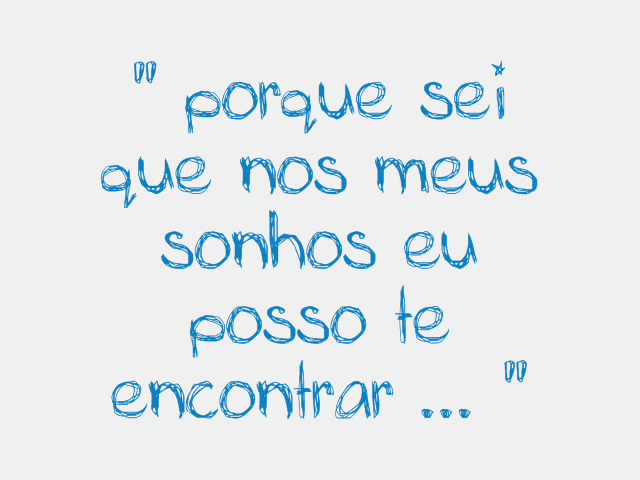 " porque sei
que nos meus
sonhos eu
posso te
encontrar ... "